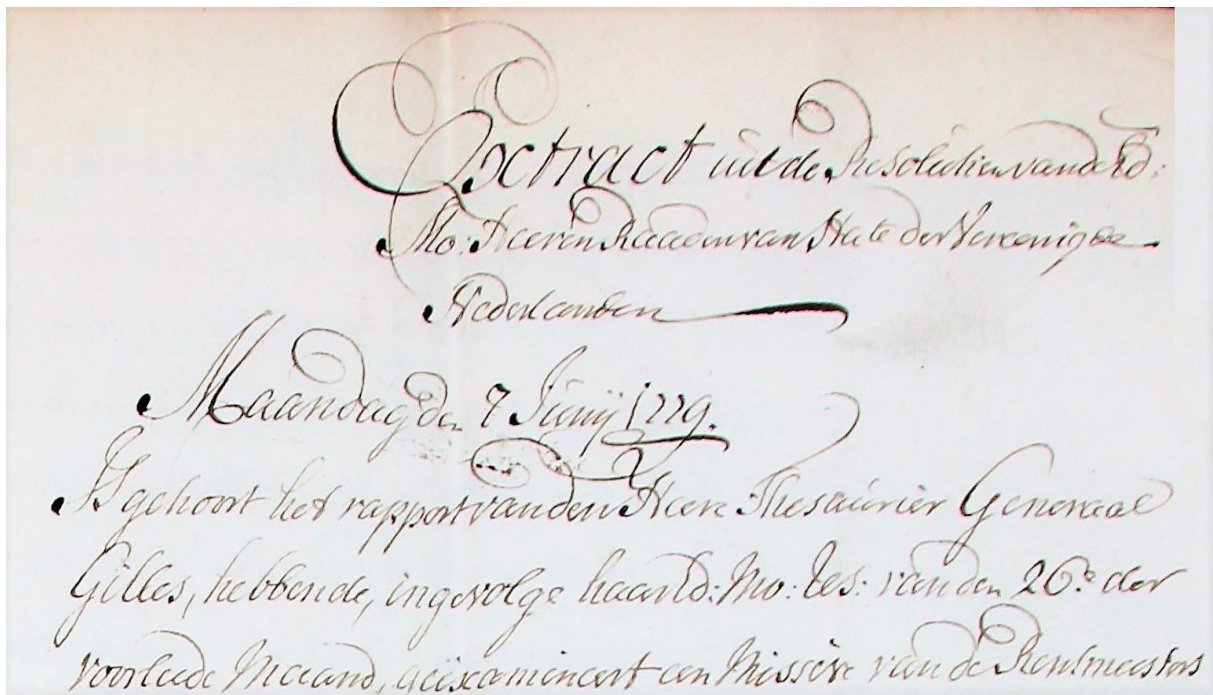 Extract uit de Resolutien van de Ed:
Mo: Heeren Raaden van State der Vereenigde
Nederlanden
Maandag den 7 Junij 1779.
Is gehoort het rapport van den Heere Thesaurier Generaal
Gilles, hebbende, ingevolge haar Ed: Mo: Res: van den 26e. der
voorleede Maand, geëxamineert een Missive van de Rentmeesters